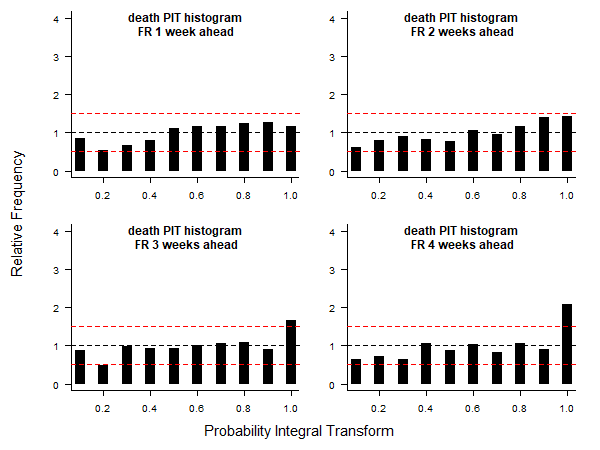 death PIT histogram
FR 1 week ahead
4
3
2
1
0
0.2 0.4 0.6 0.8 1.0
death PIT histogram
FR 2 weeks ahead
4
3
2
1
0
0.2 0.4 0.6 0.8 1.0
Relative Frequency
death PIT histogram
FR 3 weeks ahead
4
3
2
1
0
0.2 0.4 0.6 0.8 1.0
death PIT histogram
FR 4 weeks ahead
4
3
2
1
0
0.2 0.4 0.6 0.8 1.0
Probability Integral Transform